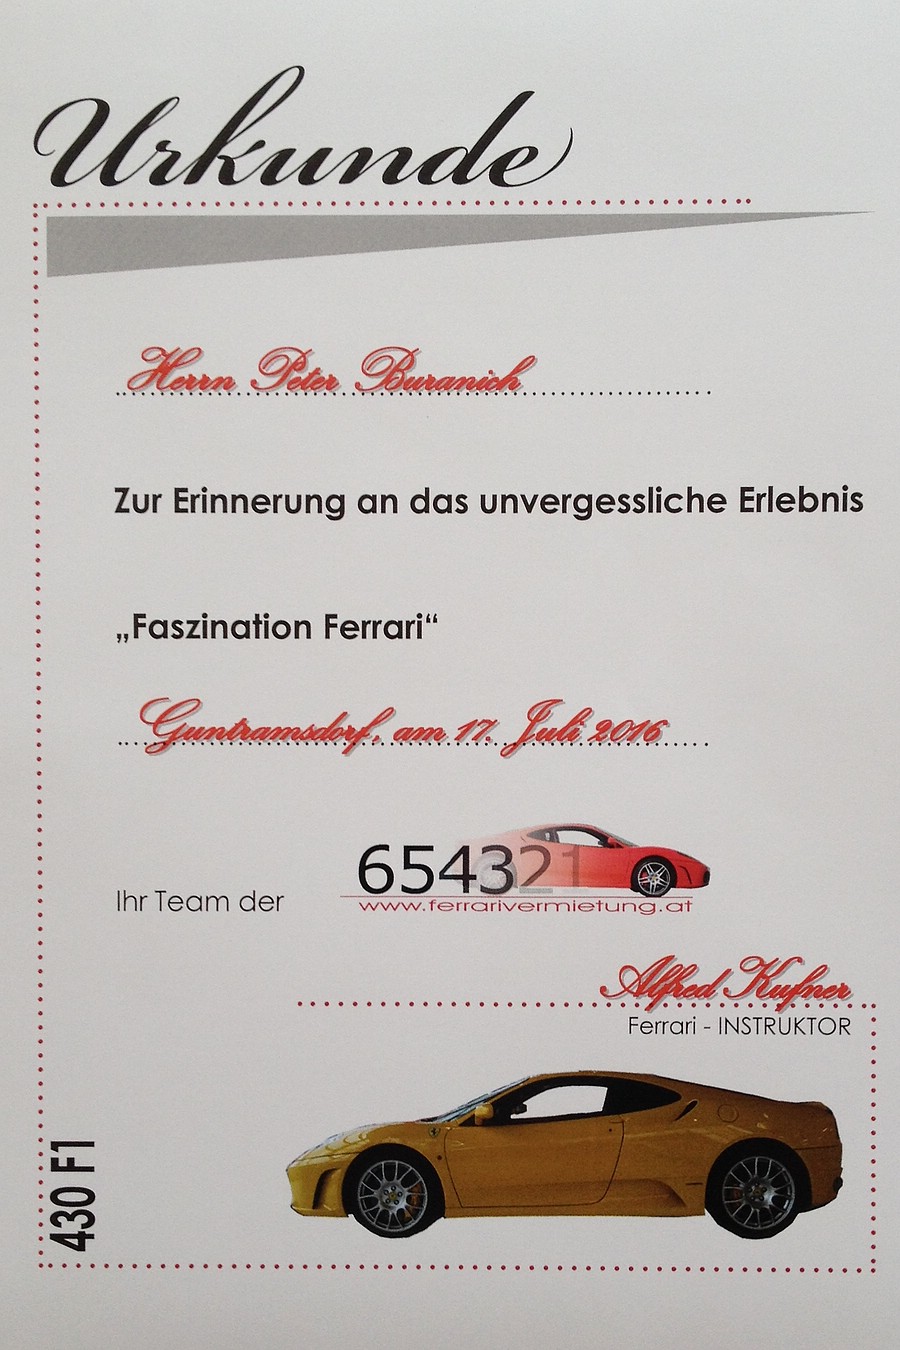 Urkunde
Herrn Peter Buranich
Zur Erinnerung an das unvergessliche Erlebnis
„Faszination Ferrari“
Guntramsdorf, am 17. Juli 2016
654321
Ihr Team der
www.ferrarivermietung.at
Alfred Kufner
Ferrari - INSTRUKTOR
430 F1